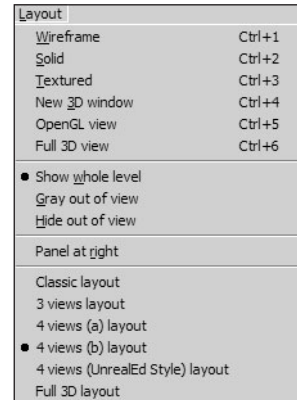 Layout
Wireframe Ctrl+1
Solid Ctrl+2
Textured Ctrl+3
New 3D window Ctrl+4
OpenGL view Ctrl+5
Full 3D view Ctrl+6
Show whole level
Gray out of view
Hide out of view
Panel at right
Classic layout
3 views layout
4 views (a) layout
4 views (b) layout
4 views (UnrealEd Style) layout
Full 3D layout